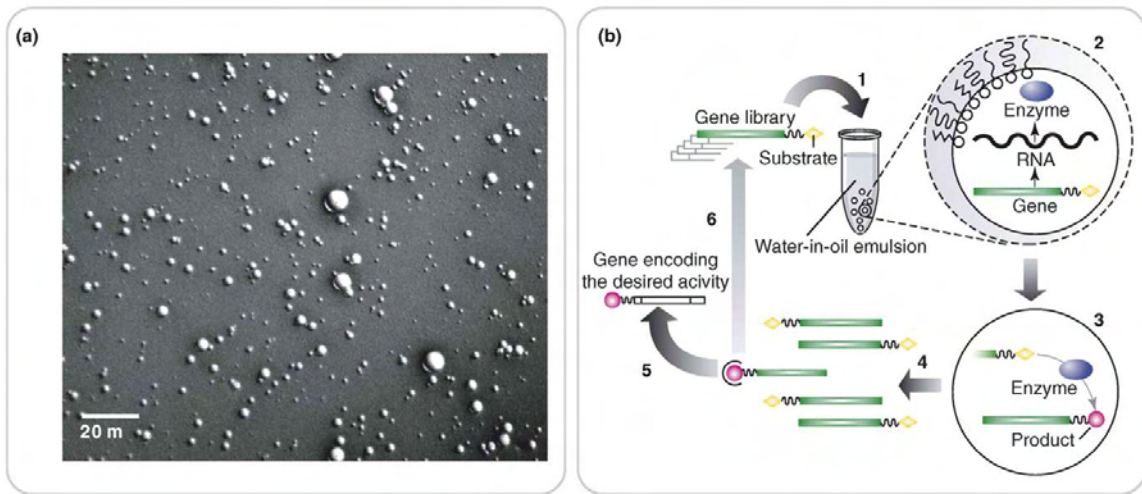 (a)
20 m
(b)
1
2
Gene library
Substrate
Enzyme
RNA
Gene
Water-in-oil emulsion
6
Gene encoding
the desired acivity
3
5
4
Enzyme
Product